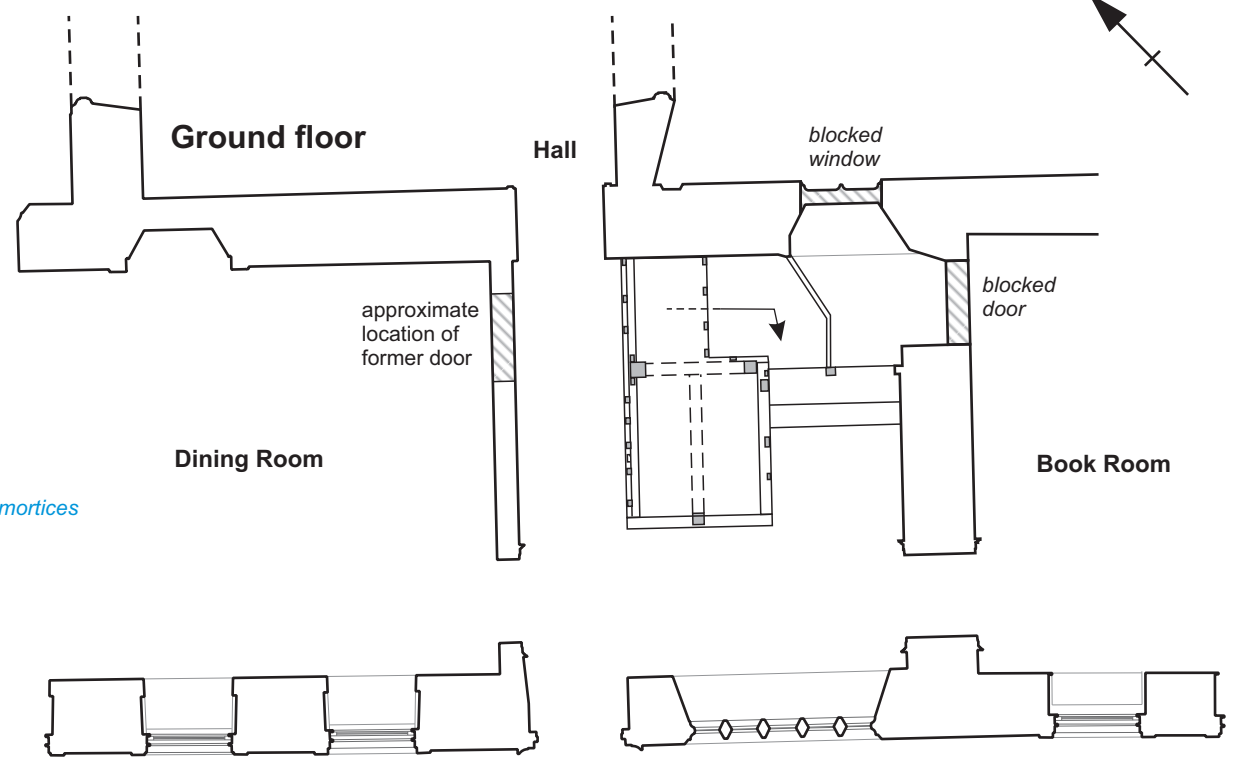 Ground floor
Hall
blocked
window
blocked
door
approximate
location of
former door
Dining Room
Book Room
mortices